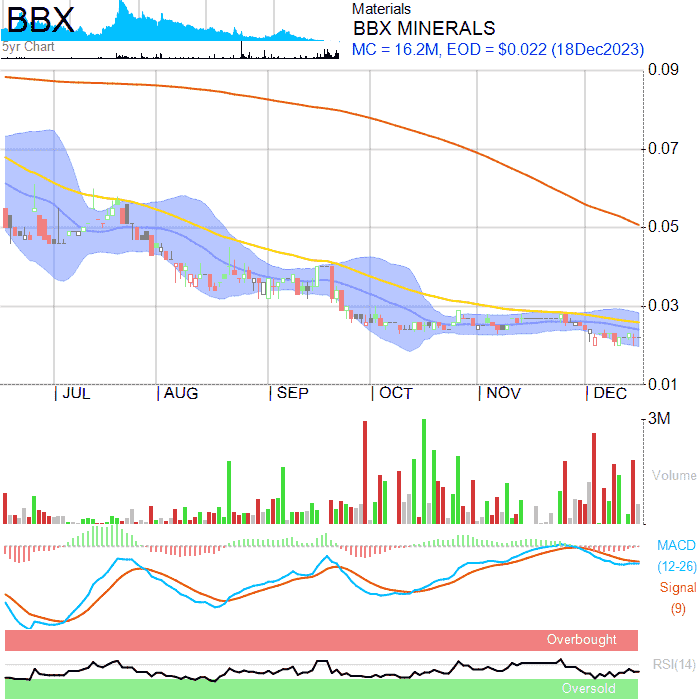 BBX
5yr Chart
Materials
BBX MINERALS
MC = 16.2M, EOD = $0.022 (18Dec2023)
0.09
0.07
0.05
0.03
0.01
JUL AUG SEP OCT NOV DEC
3M
Volume
MACD
(12-26)
Signal
(9)
Overbought
RSI(14)
Oversold